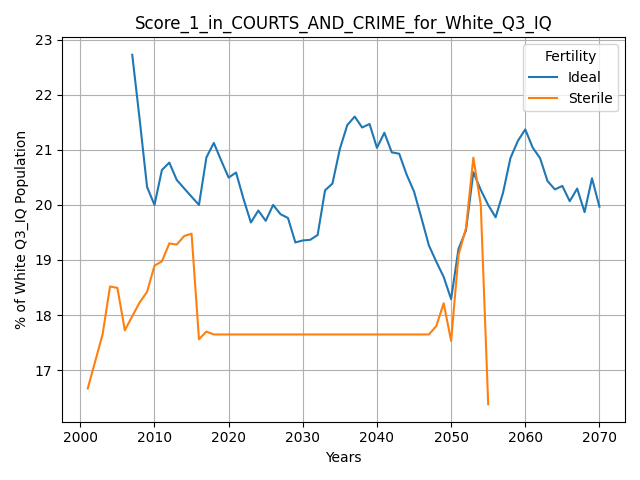 Score_1_in_COURTS_AND_CRIME_for_White_Q3_IQ
Fertility
Ideal
Sterile
% of White Q3_IQ Population
23
22
21
20
19
18
17
2000 2010 2020 2030 2040 2050 2060 2070
Years